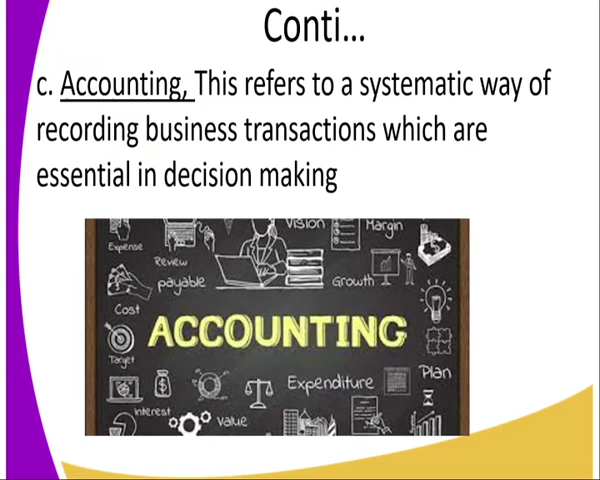 Conti...
c. Accounting, This refers to a systematic way of
recording business transactions which are
essential in decision making
Vision
Margin
Expense
Review
payable
Growth
Cost
ACCOUNTING
Target
Expenditure
Plan
Interest
Value